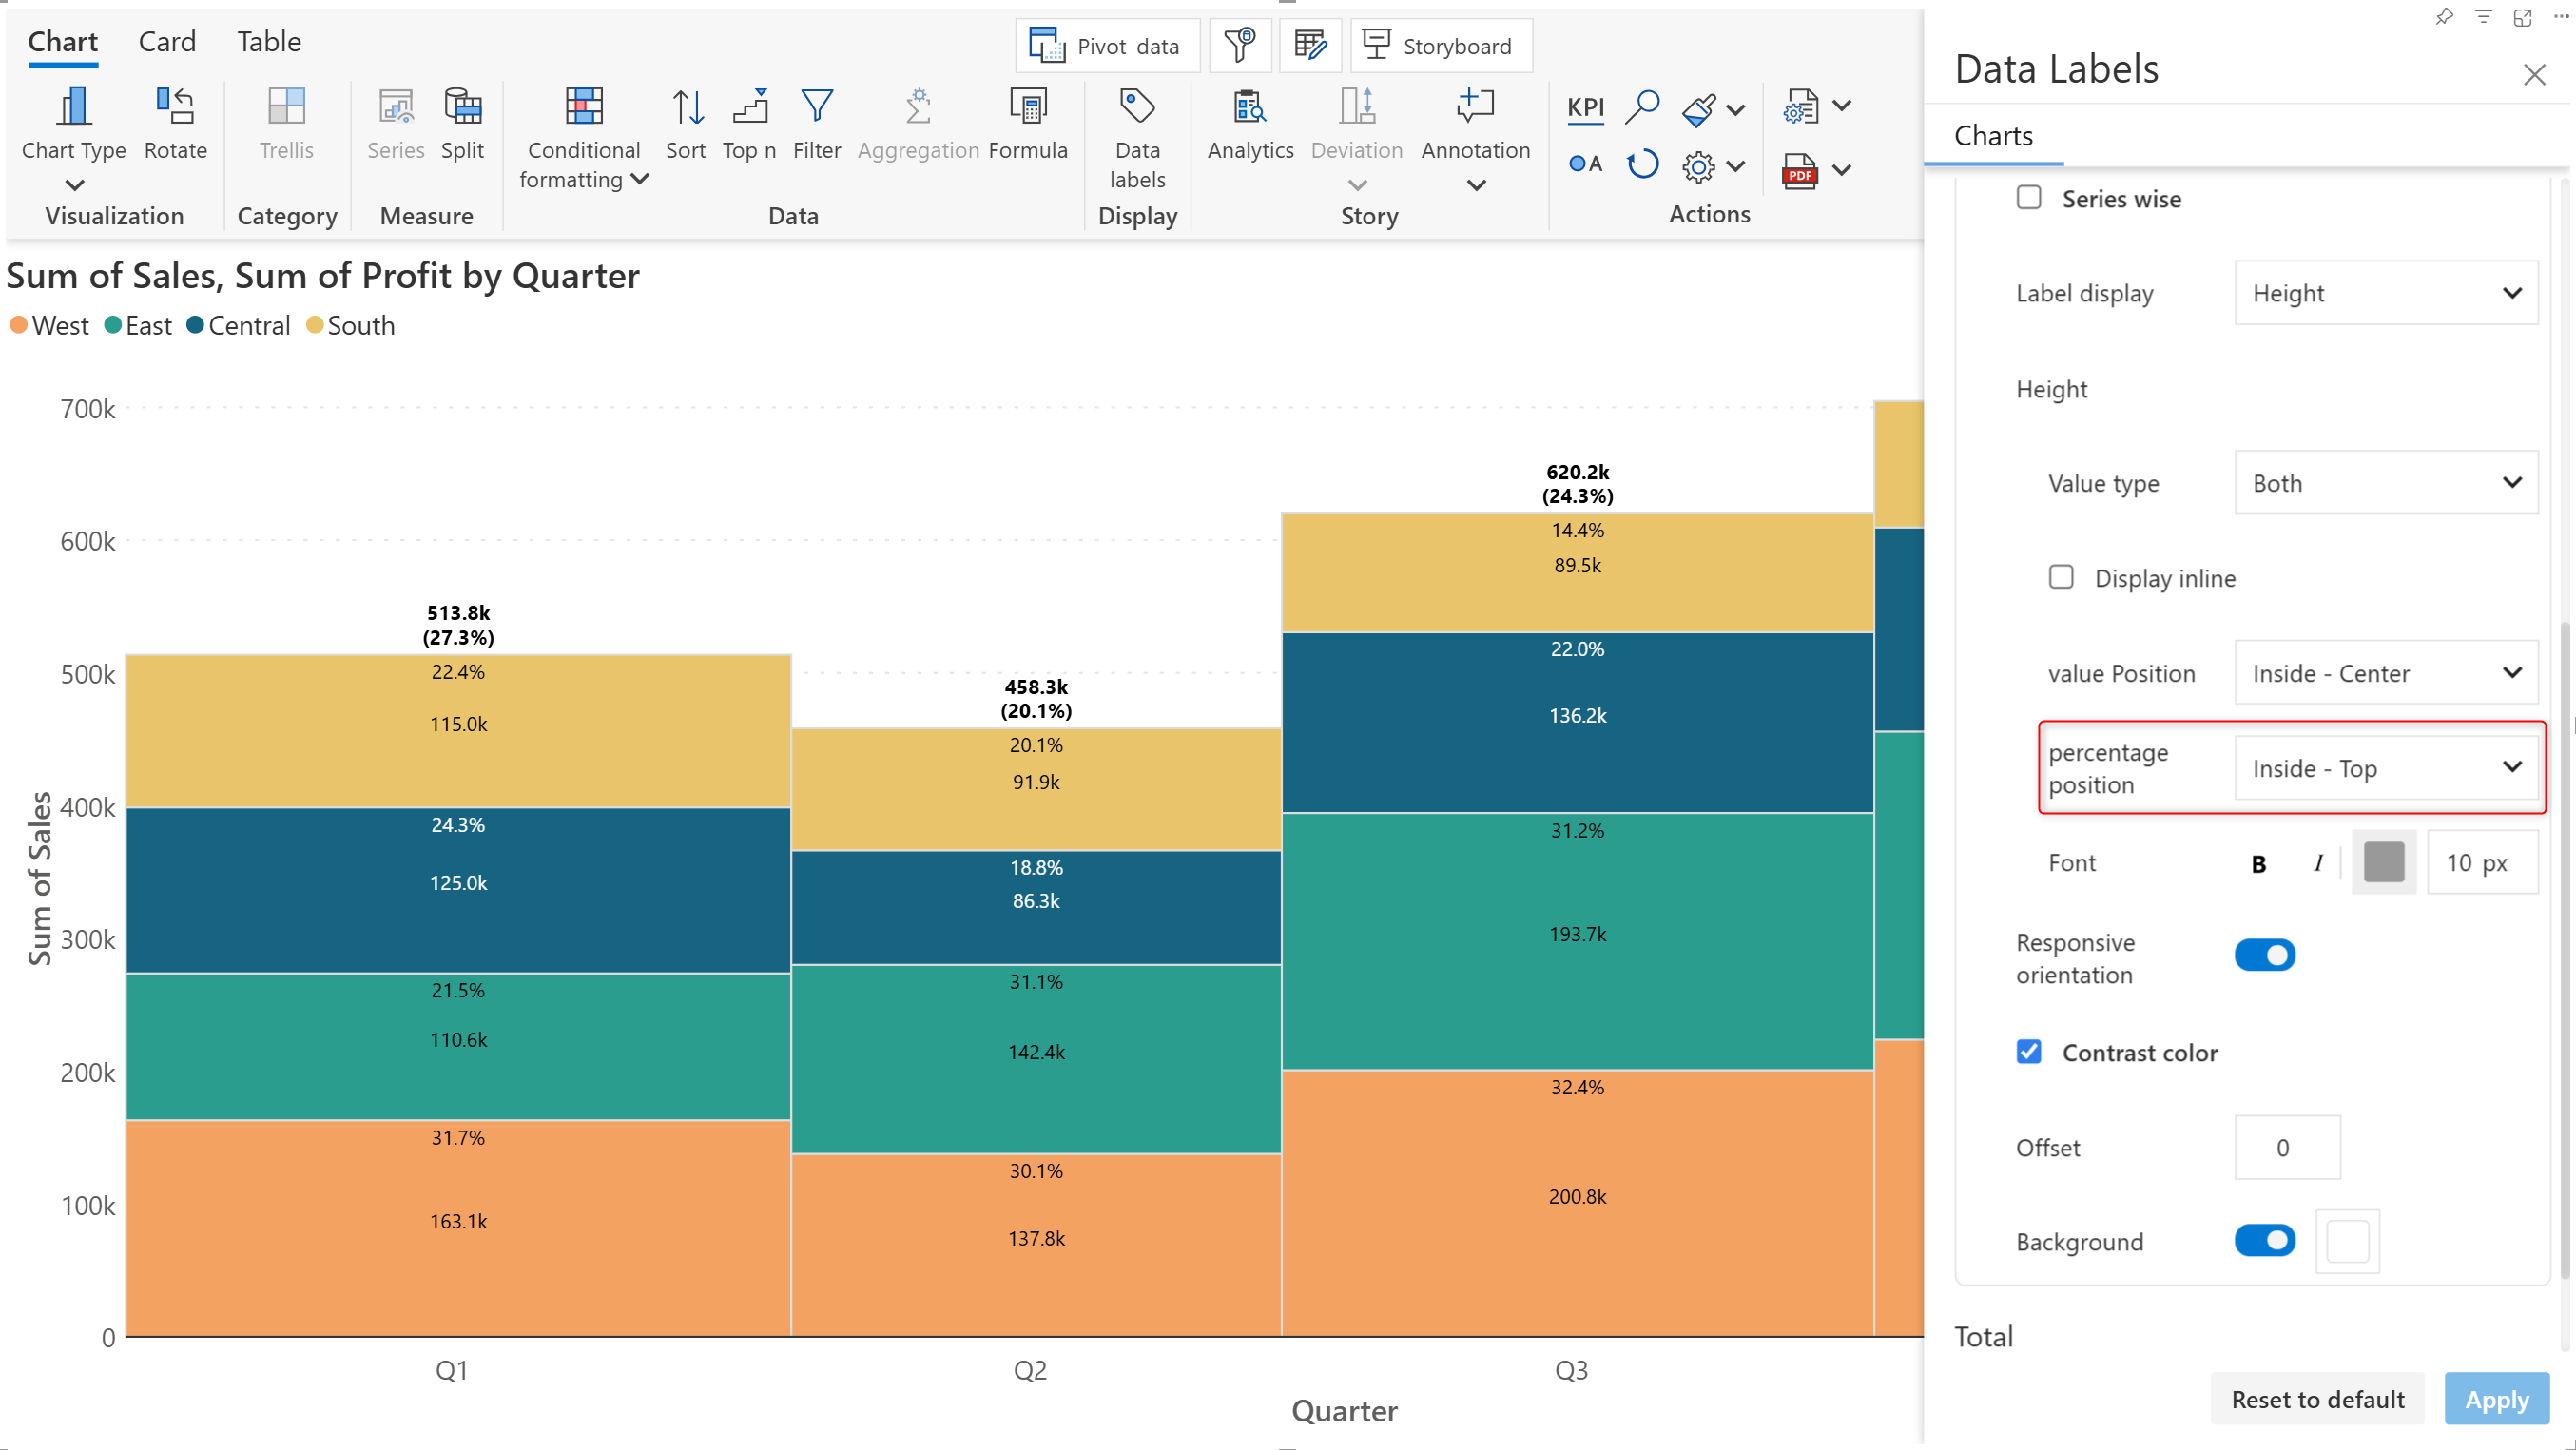 Chart Card Table
Pivot data Storyboard
Chart Type Rotate Trellis Series Split Conditional formatting Sort Top n Filter Aggregation Formula Data labels Analytics Deviation Annotation KPI
A PDF
Visualization Category Measure Data Display Story Actions
Sum of Sales, Sum of Profit by Quarter
West East Central South
700k
600k
500k
400k
300k
200k
100k
0
Sum of Sales
513.8k
(27.3%)
22.4%
115.0k
24.3%
125.0k
21.5%
110.6k
31.7%
163.1k
458.3k
(20.1%)
20.1%
91.9k
18.8%
86.3k
31.1%
142.4k
30.1%
137.8k
620.2k
(24.3%)
14.4%
89.5k
22.0%
136.2k
31.2%
193.7k
32.4%
200.8k
Q1 Q2 Q3
Quarter
Data Labels
Charts
Series wise
Label display Height
Height
Value type Both
Display inline
value Position Inside - Center
percentage
position Inside - Top
Font B I 10 px
Responsive
orientation
Contrast color
Offset 0
Background
Total
Reset to default Apply